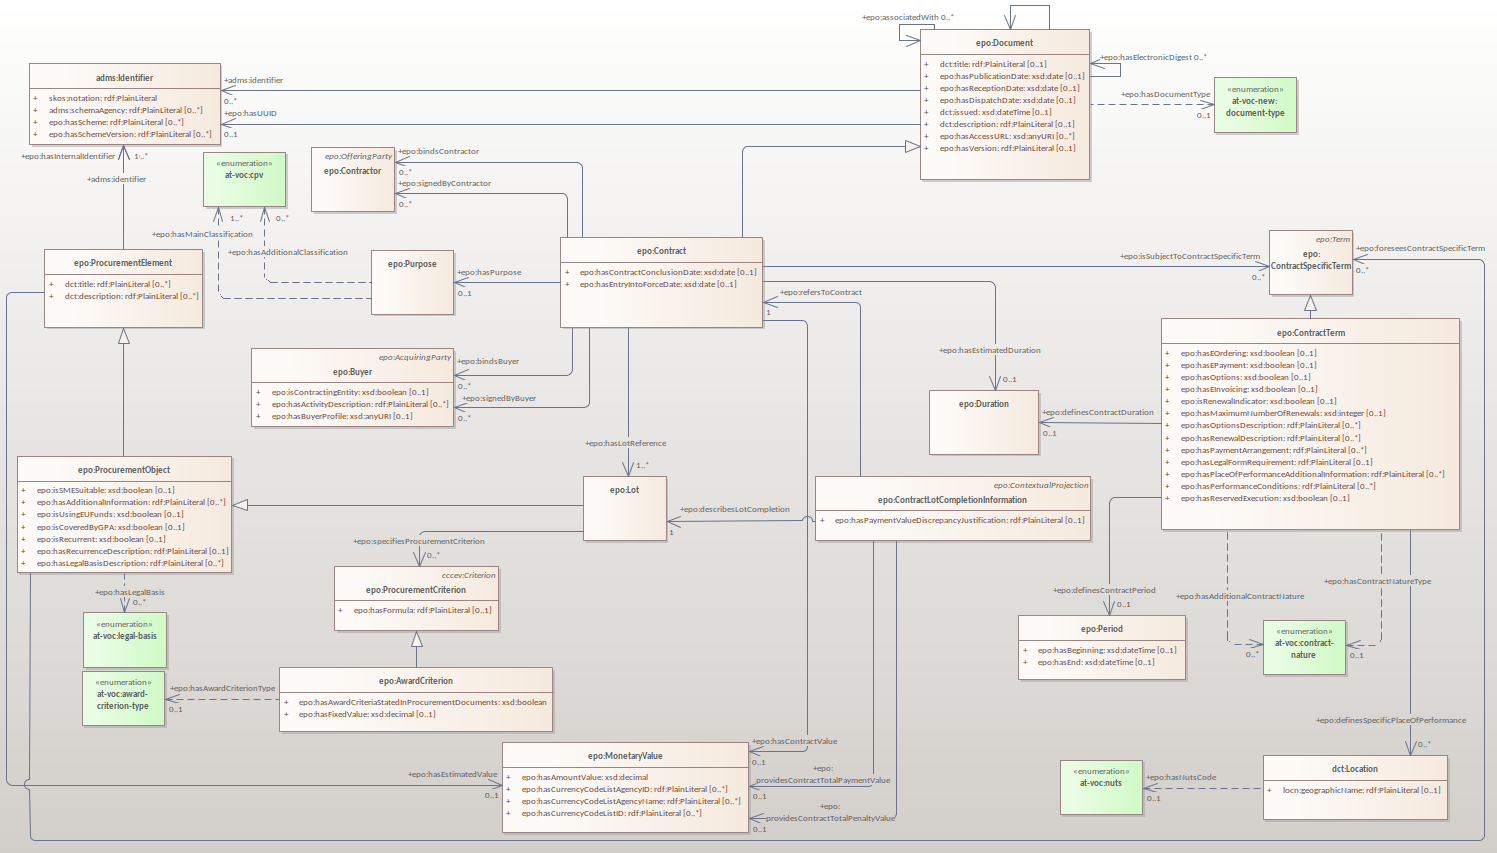 +epo:associatedWith 0..*
epo:Document
+ dct:title: rdf:PlainLiteral [0..1]
+ epo:hasPublicationDate: xsd:date [0..1]
+ epo:hasReceptionDate: xsd:date [0..1]
+ epo:hasDispatchDate: xsd:date [0..1]
+ dct:issued: xsd:dateTime [0..1]
+ dct:description: rdf:PlainLiteral [0..1]
+ epo:hasAccessURL: xsd:anyURI [0..*]
+ epo:hasVersion: rdf:PlainLiteral [0..1]
+epo:hasElectronicDigest 0..*
+epo:hasDocumentType
0..1
«enumeration»
at-voc-new:
document-type
adms:Identifier
+ skos:notation: rdf:PlainLiteral
+ adms:schemaAgency: rdf:PlainLiteral [0..*]
+ epo:hasScheme: rdf:PlainLiteral [0..*]
+ epo:hasSchemeVersion: rdf:PlainLiteral [0..*]
+adms:identifier
0..*
+epo:hasUUID
0..1
+epo:hasInternalIdentifier 1..*
+adms:identifier
«enumeration»
at-voc:cpv
1..*
0..*
+epo:hasMainClassification
+epo:hasAdditionalClassification
epo:OfferingParty
epo:Contractor
+epo:bindsContractor
0..*
+epo:signedByContractor
0..*
epo:ProcurementElement
+ dct:title: rdf:PlainLiteral [0..*]
+ dct:description: rdf:PlainLiteral [0..*]
epo:Purpose
+epo:hasPurpose
0..1
epo:Contract
+ epo:hasContractConclusionDate: xsd:date [0..1]
+ epo:hasEntryIntoForceDate: xsd:date [0..1]
+epo:isSubjectToContractSpecificTerm
0..*
epo:Term
epo:
ContractSpecificTerm
+epo:foreseesContractSpecificTerm
0..*
+epo:refersToContract
1
+epo:hasEstimatedDuration
0..1
epo:ContractTerm
+ epo:hasEOrdering: xsd:boolean [0..1]
+ epo:hasEPayment: xsd:boolean [0..1]
+ epo:hasOptions: xsd:boolean [0..1]
+ epo:hasEInvoicing: xsd:boolean [0..1]
+ epo:isRenewalIndicator: xsd:boolean [0..1]
+ epo:hasMaximumNumberOfRenewals: xsd:integer [0..1]
+ epo:hasOptionsDescription: rdf:PlainLiteral [0..*]
+ epo:hasRenewalDescription: rdf:PlainLiteral [0..*]
+ epo:hasPaymentArrangement: rdf:PlainLiteral [0..*]
+ epo:hasLegalFormRequirement: rdf:PlainLiteral [0..1]
+ epo:hasPlaceOfPerformanceAdditionalInformation: rdf:PlainLiteral [0..*]
+ epo:hasPerformanceConditions: rdf:PlainLiteral [0..*]
+ epo:hasReservedExecution: xsd:boolean [0..1]
epo:AcquiringParty
epo:Buyer
+ epo:isContractingEntity: xsd:boolean [0..1]
+ epo:hasActivityDescription: rdf:PlainLiteral [0..*]
+ epo:hasBuyerProfile: xsd:anyURI [0..1]
+epo:bindsBuyer
0..*
+epo:signedByBuyer
0..*
epo:Duration
+epo:definesContractDuration
0..1
+epo:hasLotReference
1..*
epo:ProcurementObject
+ epo:isSMESuitable: xsd:boolean [0..1]
+ epo:hasAdditionalInformation: rdf:PlainLiteral [0..*]
+ epo:isUsingEUFunds: xsd:boolean [0..1]
+ epo:isCoveredByGPA: xsd:boolean [0..1]
+ epo:isRecurrent: xsd:boolean [0..1]
+ epo:hasRecurrenceDescription: rdf:PlainLiteral [0..1]
+ epo:hasLegalBasisDescription: rdf:PlainLiteral [0..*]
epo:Lot
epo:ContextualProjection
epo:ContractLotCompletionInformation
+ epo:hasPaymentValueDiscrepancyJustification: rdf:PlainLiteral [0..1]
+epo:describesLotCompletion
1
+epo:specifiesProcurementCriterion
0..*
cccev:Criterion
epo:ProcurementCriterion
+ epo:hasFormula: rdf:PlainLiteral [0..1]
+epo:hasLegalBasis
0..*
«enumeration»
at-voc:legal-basis
+epo:definesContractPeriod
0..1
epo:Period
+ epo:hasBeginning: xsd:dateTime [0..1]
+ epo:hasEnd: xsd:dateTime [0..1]
+epo:hasContractNatureType
+epo:hasAdditionalContractNature
«enumeration»
at-voc:contract-
nature
0..*
0..1
«enumeration»
at-voc:award-
criterion-type
+epo:hasAwardCriterionType
0..1
epo:AwardCriterion
+ epo:hasAwardCriteriaStatedInProcurementDocuments: xsd:boolean
+ epo:hasFixedValue: xsd:decimal [0..1]
+epo:definesSpecificPlaceOfPerformance
0..*
epo:MonetaryValue
+ epo:hasAmountValue: xsd:decimal
+ epo:hasCurrencyCodeListAgencyID: rdf:PlainLiteral [0..1]
+ epo:hasCurrencyCodeListAgencyName: rdf:PlainLiteral [0..*]
+ epo:hasCurrencyCodeListID: rdf:PlainLiteral [0..*]
+epo:hasEstimatedValue
0..1
+epo:hasContractValue
0..1
+epo:
providesContractTotalPaymentValue
0..1
+epo:
providesContractTotalPenaltyValue
0..1
«enumeration»
at-voc:nuts
+epo:hasNutsCode
0..1
dct:Location
+ locn:geographicName: rdf:PlainLiteral [0..1]